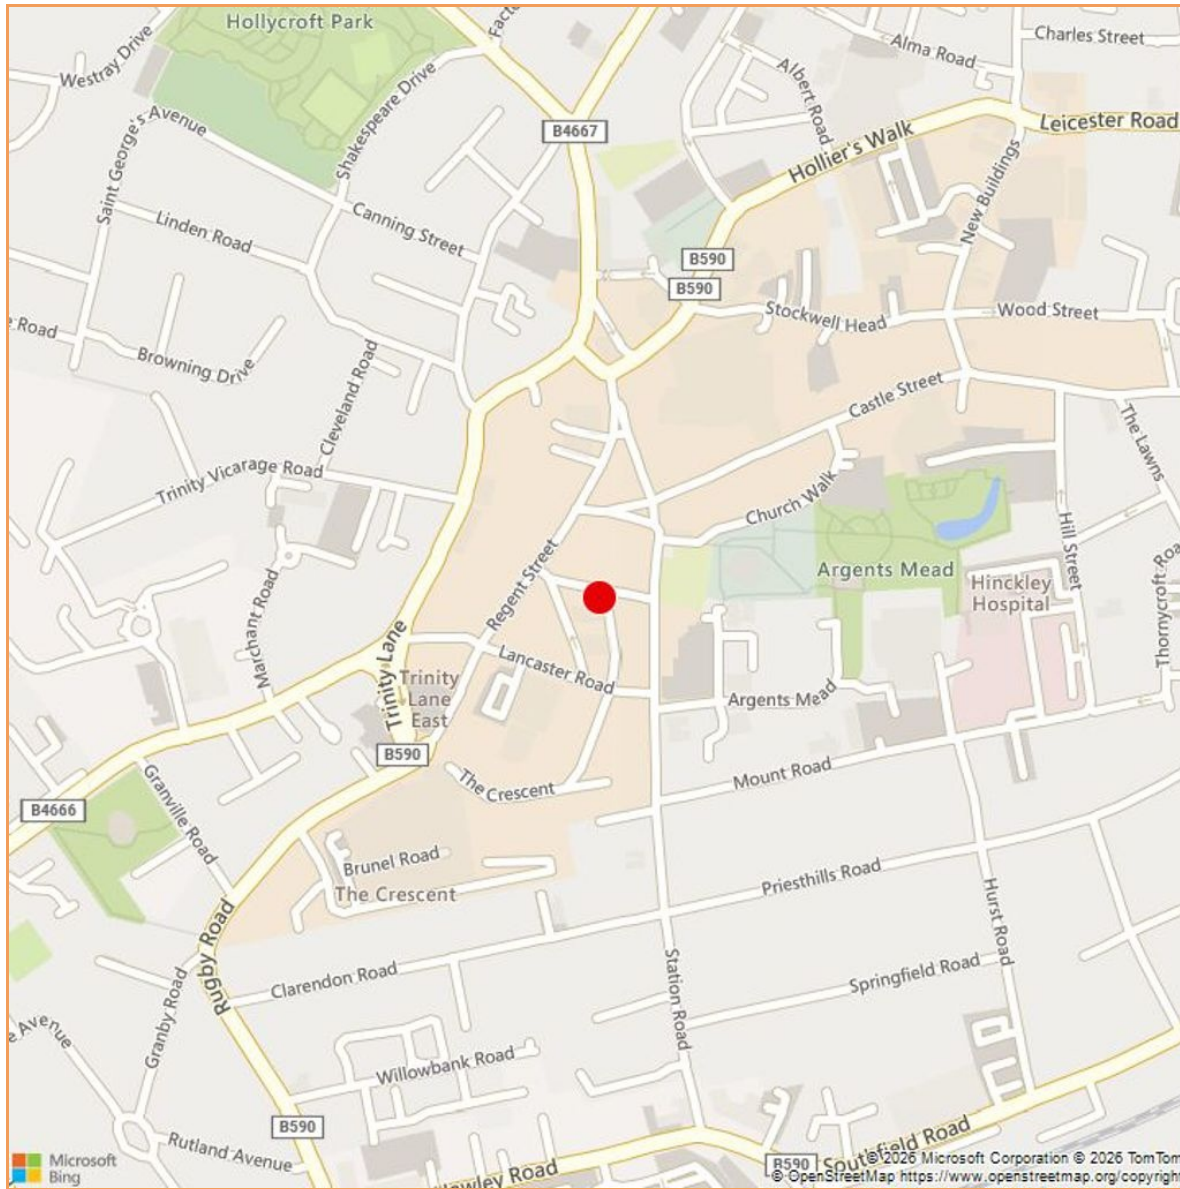 Hollycroft Park
Westray Drive
Saint George's Avenue
Shakespeare Drive
Alma Road
Charles Street
Albert Road
B4667
Hollier's Walk
Leicester Road
New Buildings
Linden Road
Canning Street
B590
B590
Stockwell Head
Wood Street
Browning Drive
Cleveland Road
Castle Street
The Lawns
Trinity Vicarage Road
Church Walk
Hill Street
Regent Street
Argents Mead
Hinckley
Hospital
Marchant Road
Trinity Lane
Lancaster Road
Trinity
Lane
East
Argents Mead
B590
The Crescent
Mount Road
B4666
Granville Road
Brunel Road
The Crescent
Priesthills Road
Hurst Road
Rugby Road
Clarendon Road
Station Road
Springfield Road
Granby Road
Willowbank Road
B590
Rutland Avenue
B590
Southfield Road
Microsoft
Bing
© 2026 Microsoft Corporation © 2026 TomTom
© OpenStreetMap https://www.openstreetmap.org/copyright